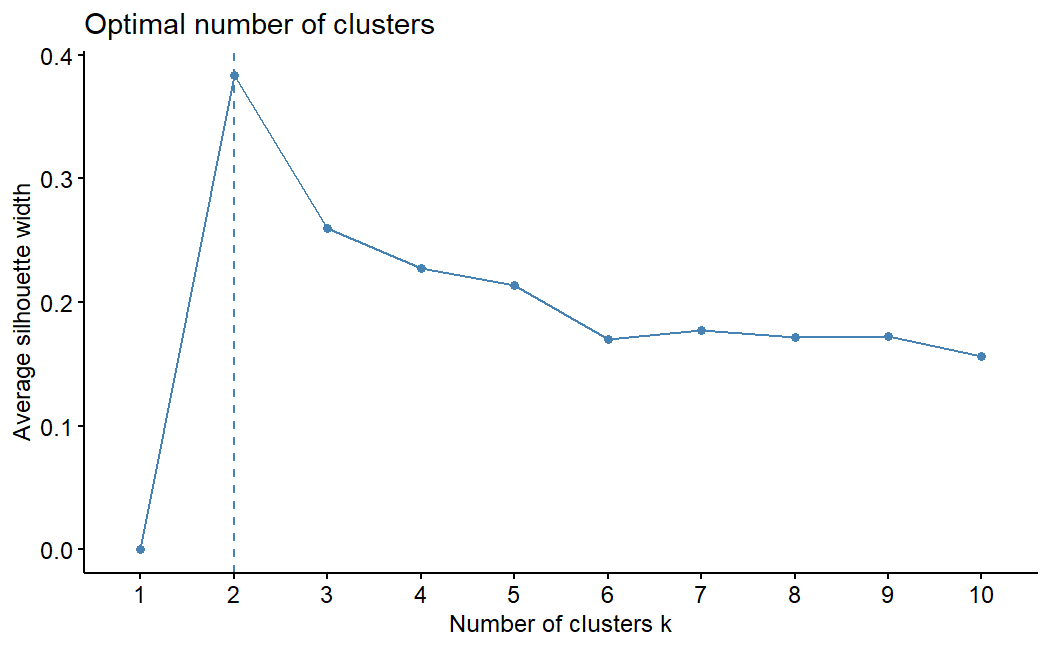 Optimal number of clusters
0.4
0.3
0.2
0.1
0.0
Average silhouette width
1 2 3 4 5 6 7 8 9 10
Number of clusters k